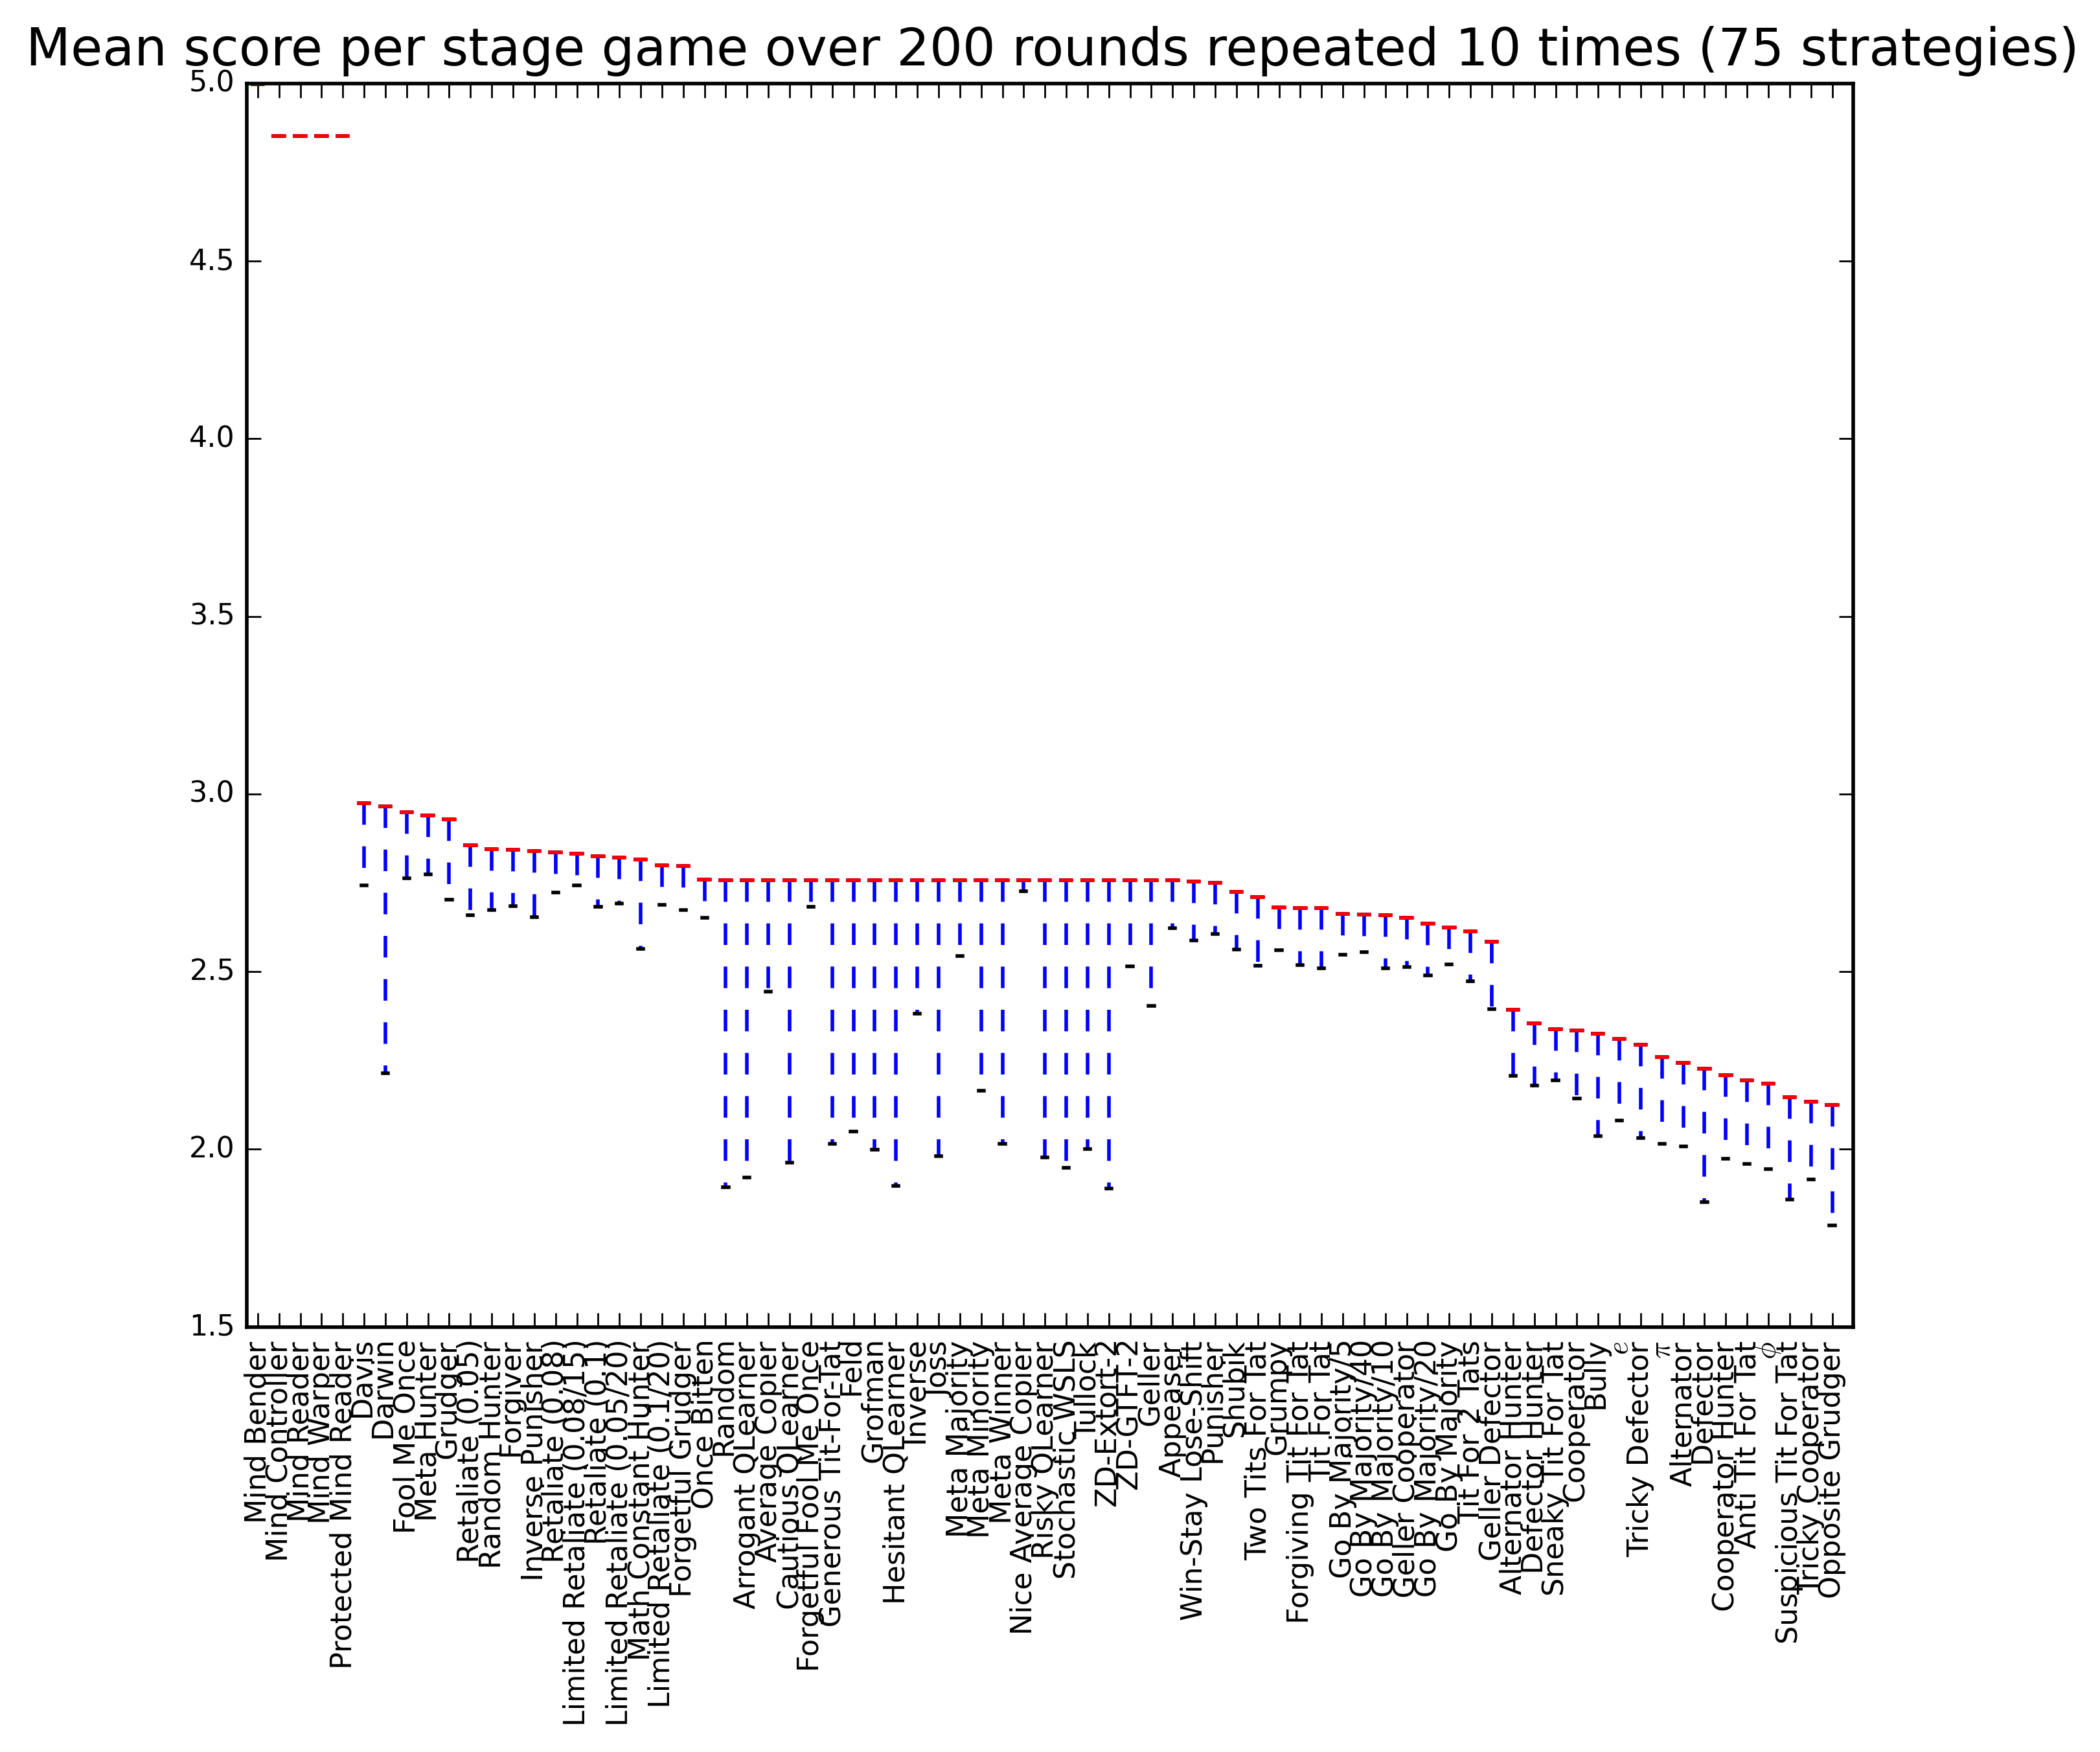 Mean score per stage game over 200 rounds repeated 10 times (75 strategies)
5.0
4.5
4.0
3.5
3.0
2.5
2.0
1.5
Mind Bender
Mind Controller
Mind Reader
Mind Warper
Protected Mind Reader
Davis
Darwin
Fool Me Once
Meta Hunter
Grudger
Retaliate (0.05)
Random Hunter
Forgiver
Inverse Punisher
Retaliate (0.08)
Limited Retaliate (0.08/15)
Retaliate (0.1)
Limited Retaliate (0.05/20)
Math Constant Hunter
Limited Retaliate (0.1/20)
Forgetful Grudger
Once Bitten
Random
Arrogant QLearner
Average Copier
Cautious QLearner
Forgetful Fool Me Once
Generous Tit-For-Tat
Feld
Grofman
Hesitant QLearner
Inverse
Joss
Meta Majority
Meta Minority
Meta Winner
Nice Average Copier
Risky QLearner
Stochastic WSLS
Tullock
ZD-Extort-2
ZD-GTFT-2
Geller
Appeaser
Win-Stay Lose-Shift
Punisher
Shubik
Two Tits For Tat
Grumpy
Forgiving Tit For Tat
Tit For Tat
Go By Majority/5
Go By Majority/40
Go By Majority/10
Geller Cooperator
Go By Majority/20
Go By Majority
Tit For 2 Tats
Geller Defector
Alternator Hunter
Defector Hunter
Sneaky Tit For Tat
Cooperator
Bully
e
Tricky Defector
π
Alternator
Defector
Cooperator Hunter
Anti Tit For Tat
φ
Suspicious Tit For Tat
Tricky Cooperator
Opposite Grudger